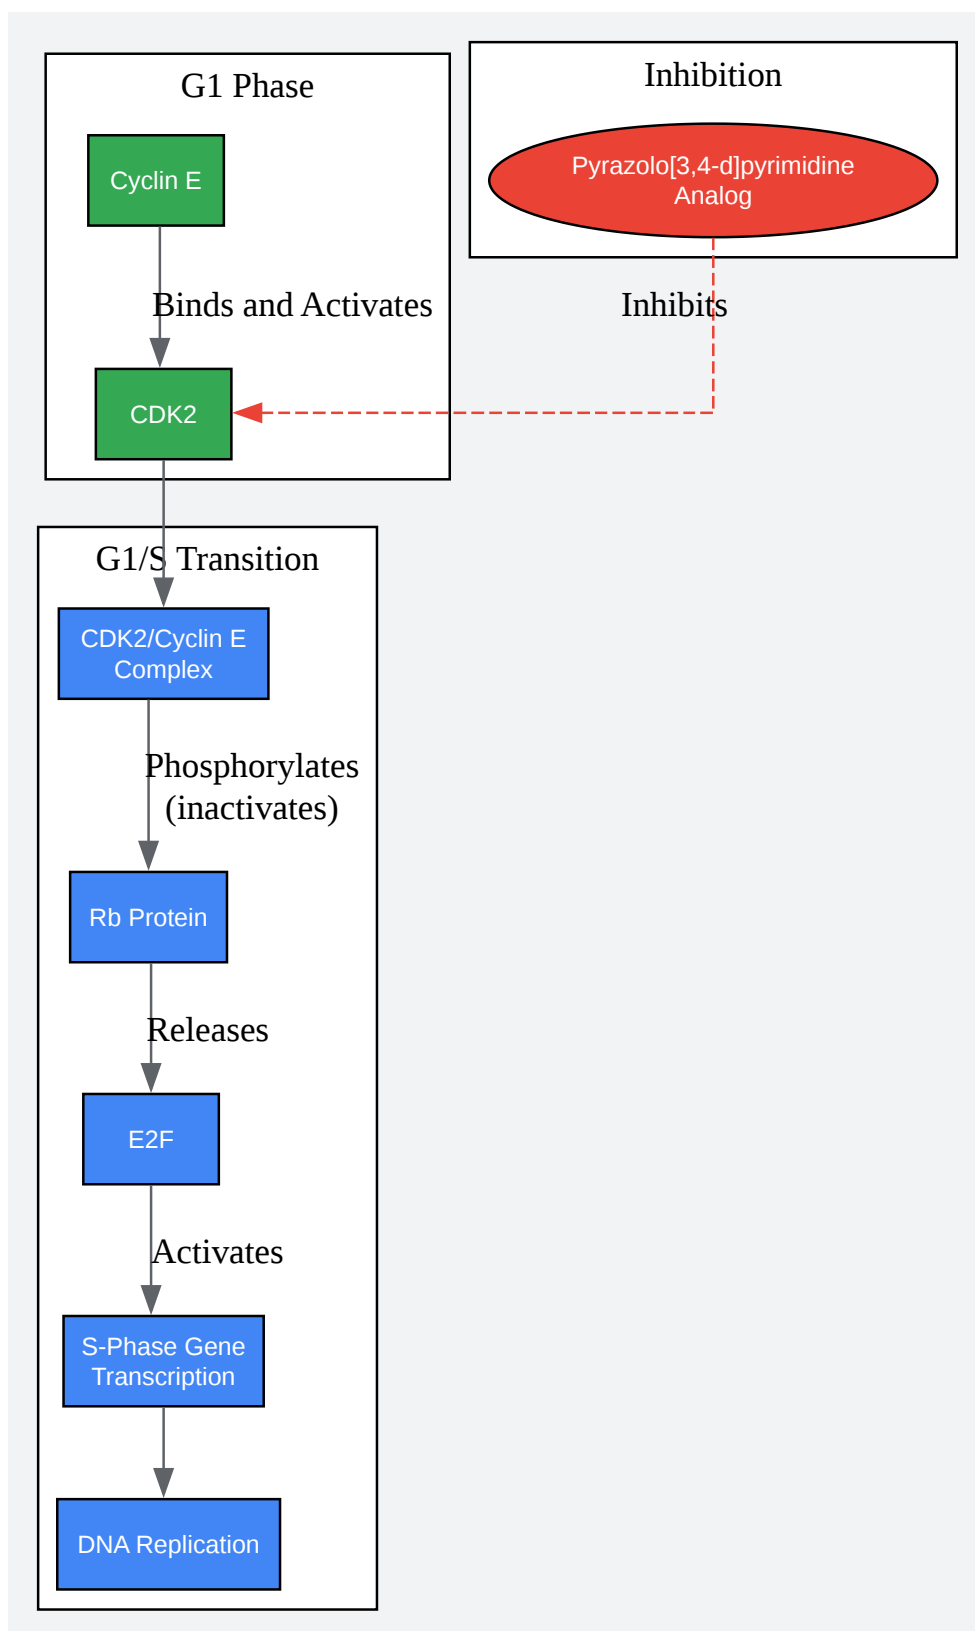 G1 Phase
Cyclin E
Binds and Activates
CDK2
Inhibition
Pyrazolo[3,4-d]pyrimidine
Analog
Inhibits
G1/S Transition
CDK2/Cyclin E
Complex
Phosphorylates
(inactivates)
Rb Protein
Releases
E2F
Activates
S-Phase Gene
Transcription
DNA Replication